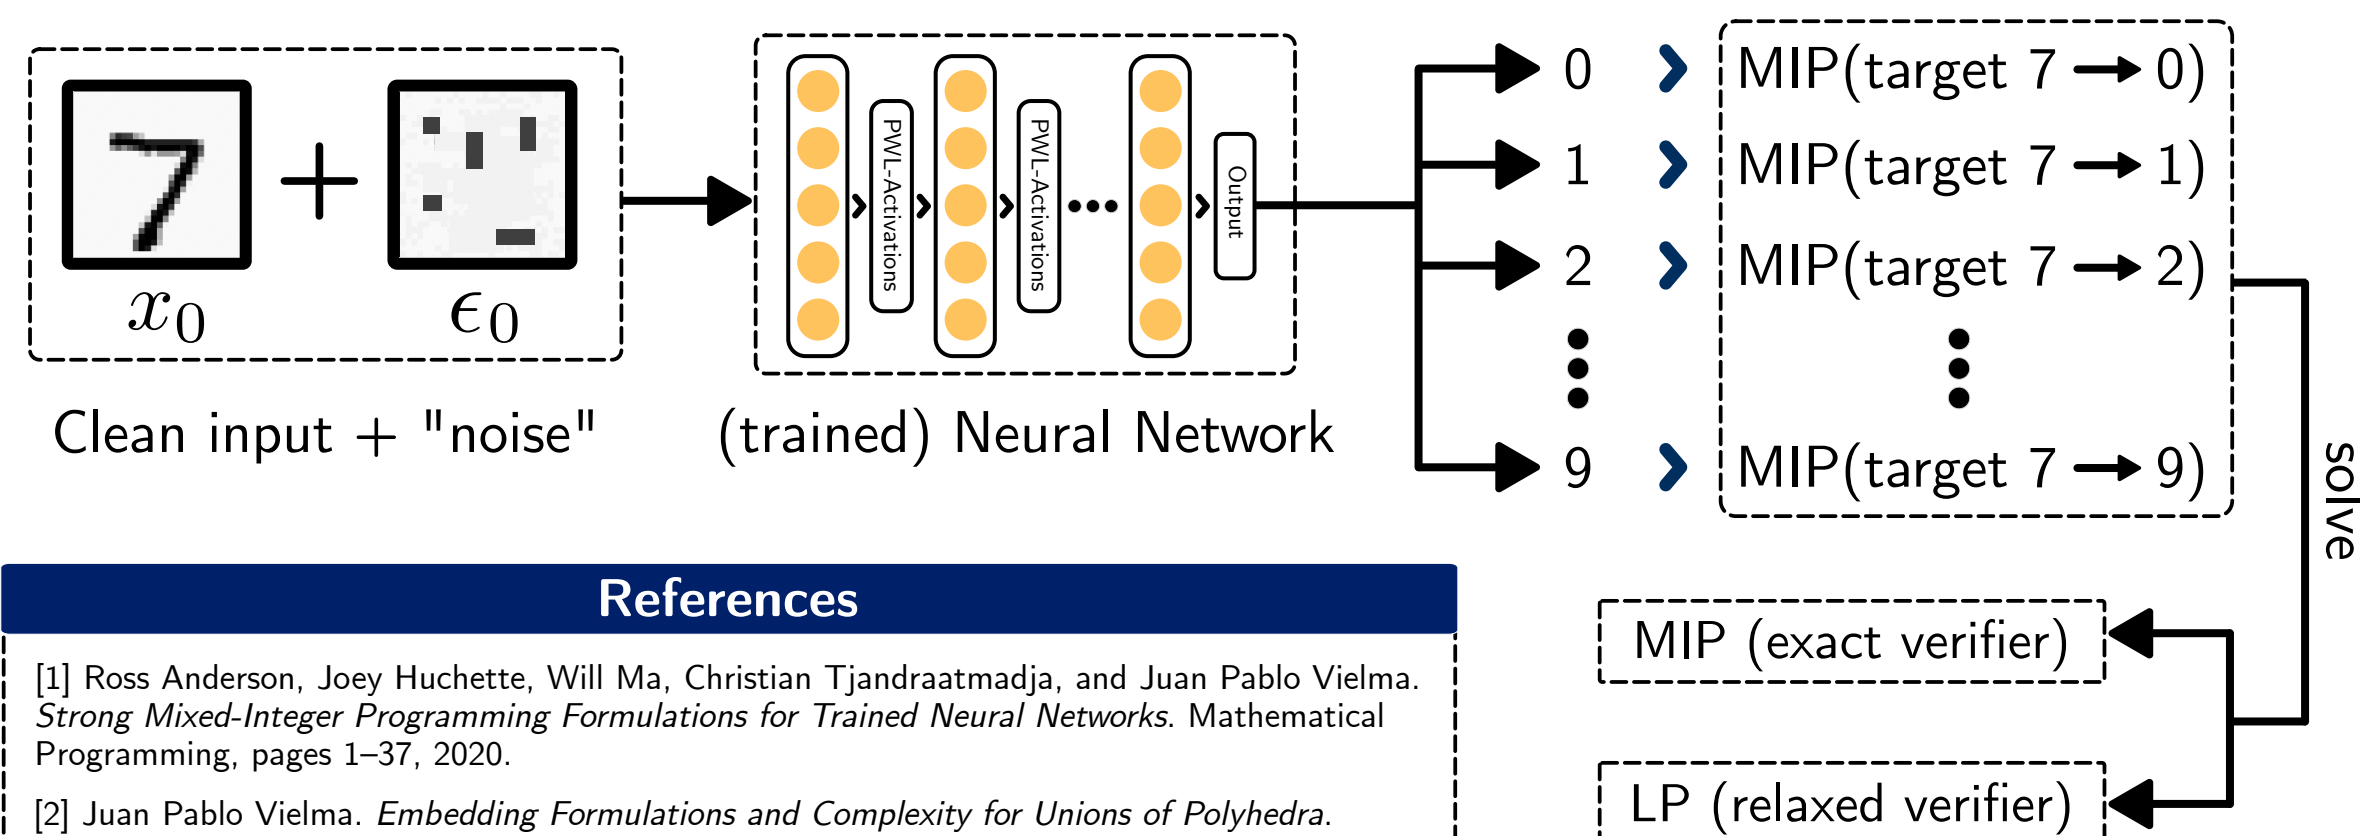 x₀
+
ϵ₀
Clean input + "noise"
PWL-Activations
PWL-Activations
Output
(trained) Neural Network
0
1
2
9
MIP(target 7 → 0)
MIP(target 7 → 1)
MIP(target 7 → 2)
MIP(target 7 → 9)
solve
MIP (exact verifier)
LP (relaxed verifier)
References
[1] Ross Anderson, Joey Huchette, Will Ma, Christian Tjandraatmadja, and Juan Pablo Vielma.
Strong Mixed-Integer Programming Formulations for Trained Neural Networks. Mathematical
Programming, pages 1–37, 2020.
[2] Juan Pablo Vielma. Embedding Formulations and Complexity for Unions of Polyhedra.